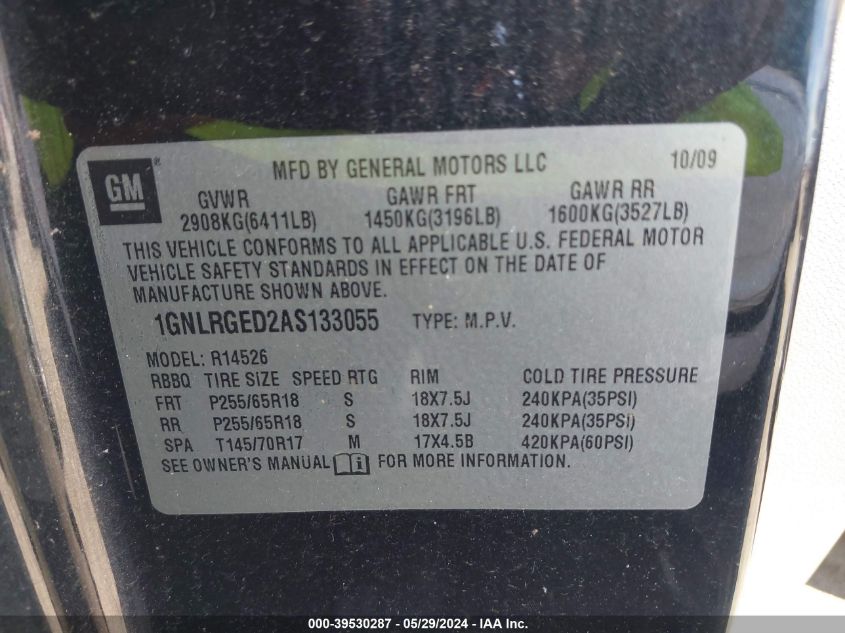 GM®
MFD BY GENERAL MOTORS LLC 10/09
GVWR GAWR FRT GAWR RR
2908KG(6411LB) 1450KG(3196LB) 1600KG(3527LB)
THIS VEHICLE CONFORMS TO ALL APPLICABLE U.S. FEDERAL MOTOR
VEHICLE SAFETY STANDARDS IN EFFECT ON THE DATE OF
MANUFACTURE SHOWN ABOVE.
1GNLRGED2AS133055 TYPE: M.P.V.
MODEL: R14526
RBBQ TIRE SIZE SPEED RTG RIM COLD TIRE PRESSURE
FRT P255/65R18 S 18X7.5J 240KPA(35PSI)
RR P255/65R18 S 18X7.5J 240KPA(35PSI)
SPA T145/70R17 M 17X4.5B 420KPA(60PSI)
SEE OWNER'S MANUAL i FOR MORE INFORMATION.
000-39530287 - 05/29/2024 - IAA Inc.